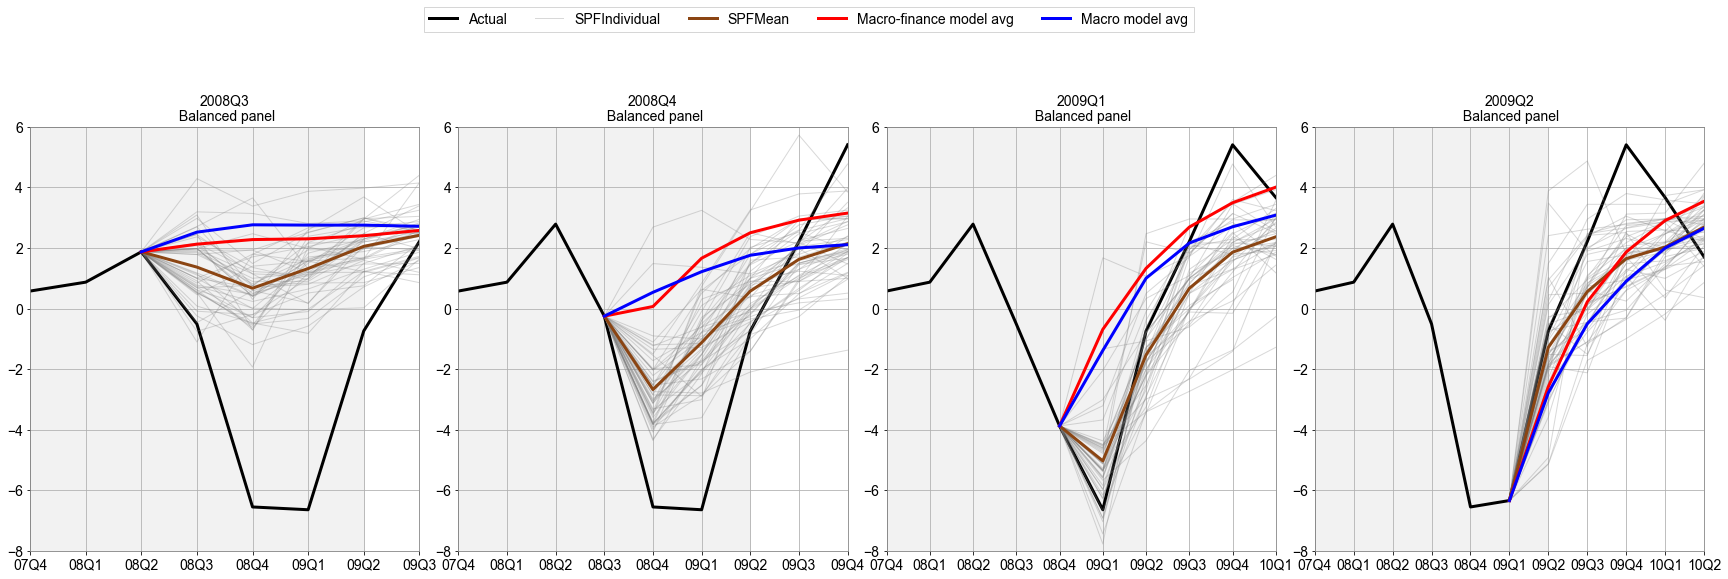 Actual SPFIndividual SPFMean Macro-finance model avg Macro model avg
2008Q3
Balanced panel
6
4
2
0
−2
−4
−6
−8
07Q4 08Q1 08Q2 08Q3 08Q4 09Q1 09Q2 09Q3
2008Q4
Balanced panel
6
4
2
0
−2
−4
−6
−8
07Q4 08Q1 08Q2 08Q3 08Q4 09Q1 09Q2 09Q3 09Q4
2009Q1
Balanced panel
6
4
2
0
−2
−4
−6
−8
07Q4 08Q1 08Q2 08Q3 08Q4 09Q1 09Q2 09Q3 09Q4 10Q1
2009Q2
Balanced panel
6
4
2
0
−2
−4
−6
−8
07Q4 08Q1 08Q2 08Q3 08Q4 09Q1 09Q2 09Q3 09Q4 10Q1 10Q2